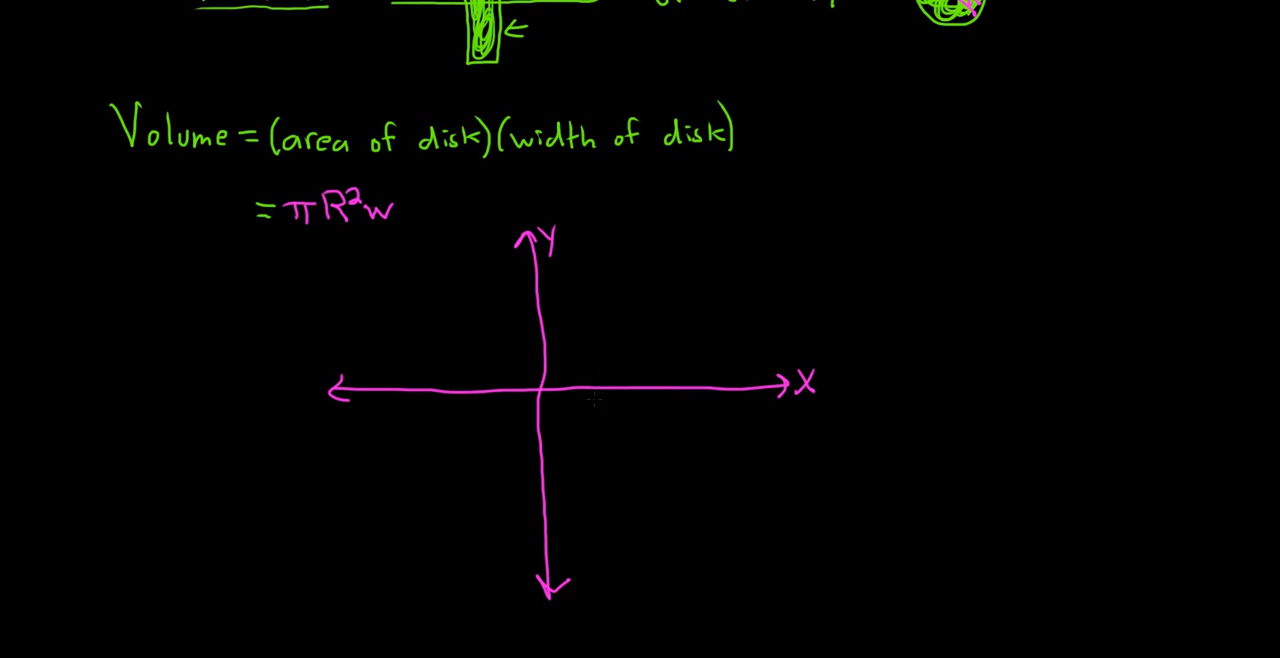 Volume = (area of disk)(width of disk)
= πR²w
Y
X